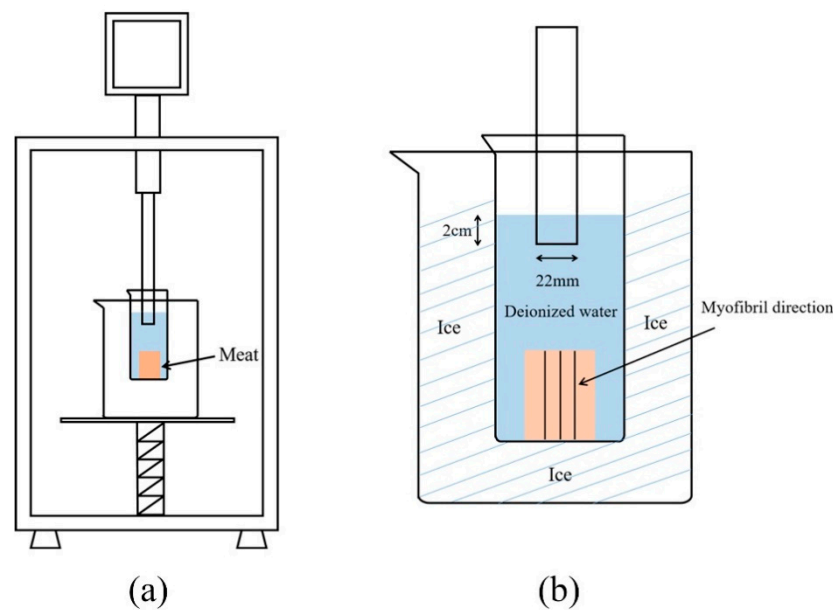 Meat
(a)
2cm
22mm
Deionized water
Myofibril direction
Ice
Ice
Ice
(b)